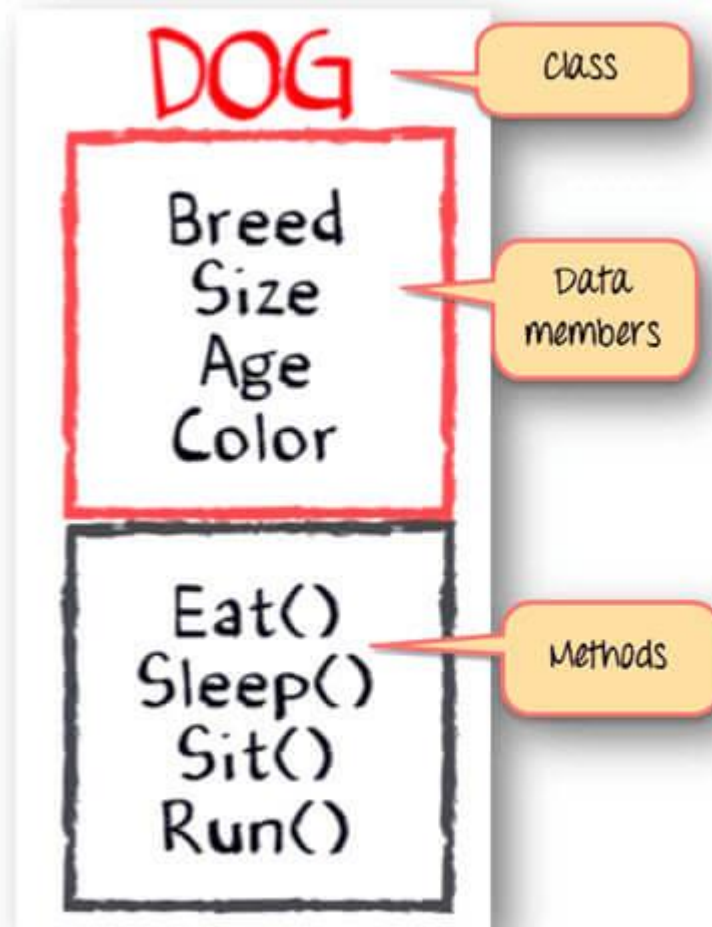 DOG
Class
Breed
Size
Age
Color
Data
members
Eat()
Sleep()
Sit()
Run()
Methods